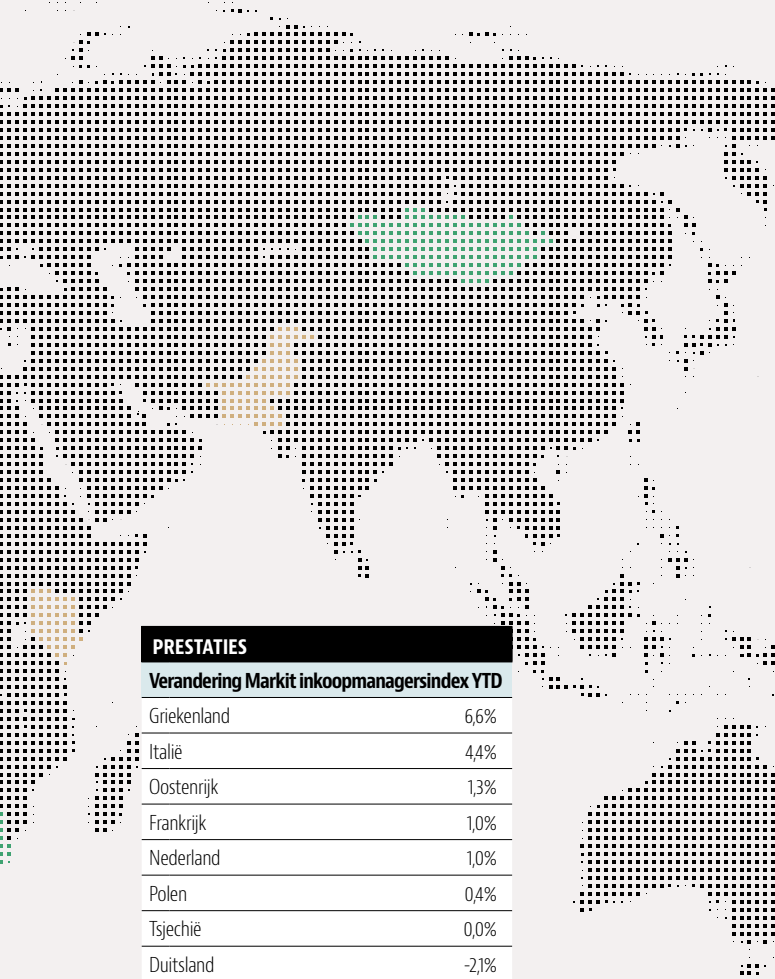 PRESTATIES
Verandering Markit inkoopmanagersindex YTD
Griekenland 6,6%
Italië 4,4%
Oostenrijk 1,3%
Frankrijk 1,0%
Nederland 1,0%
Polen 0,4%
Tsjechië 0,0%
Duitsland -2,1%